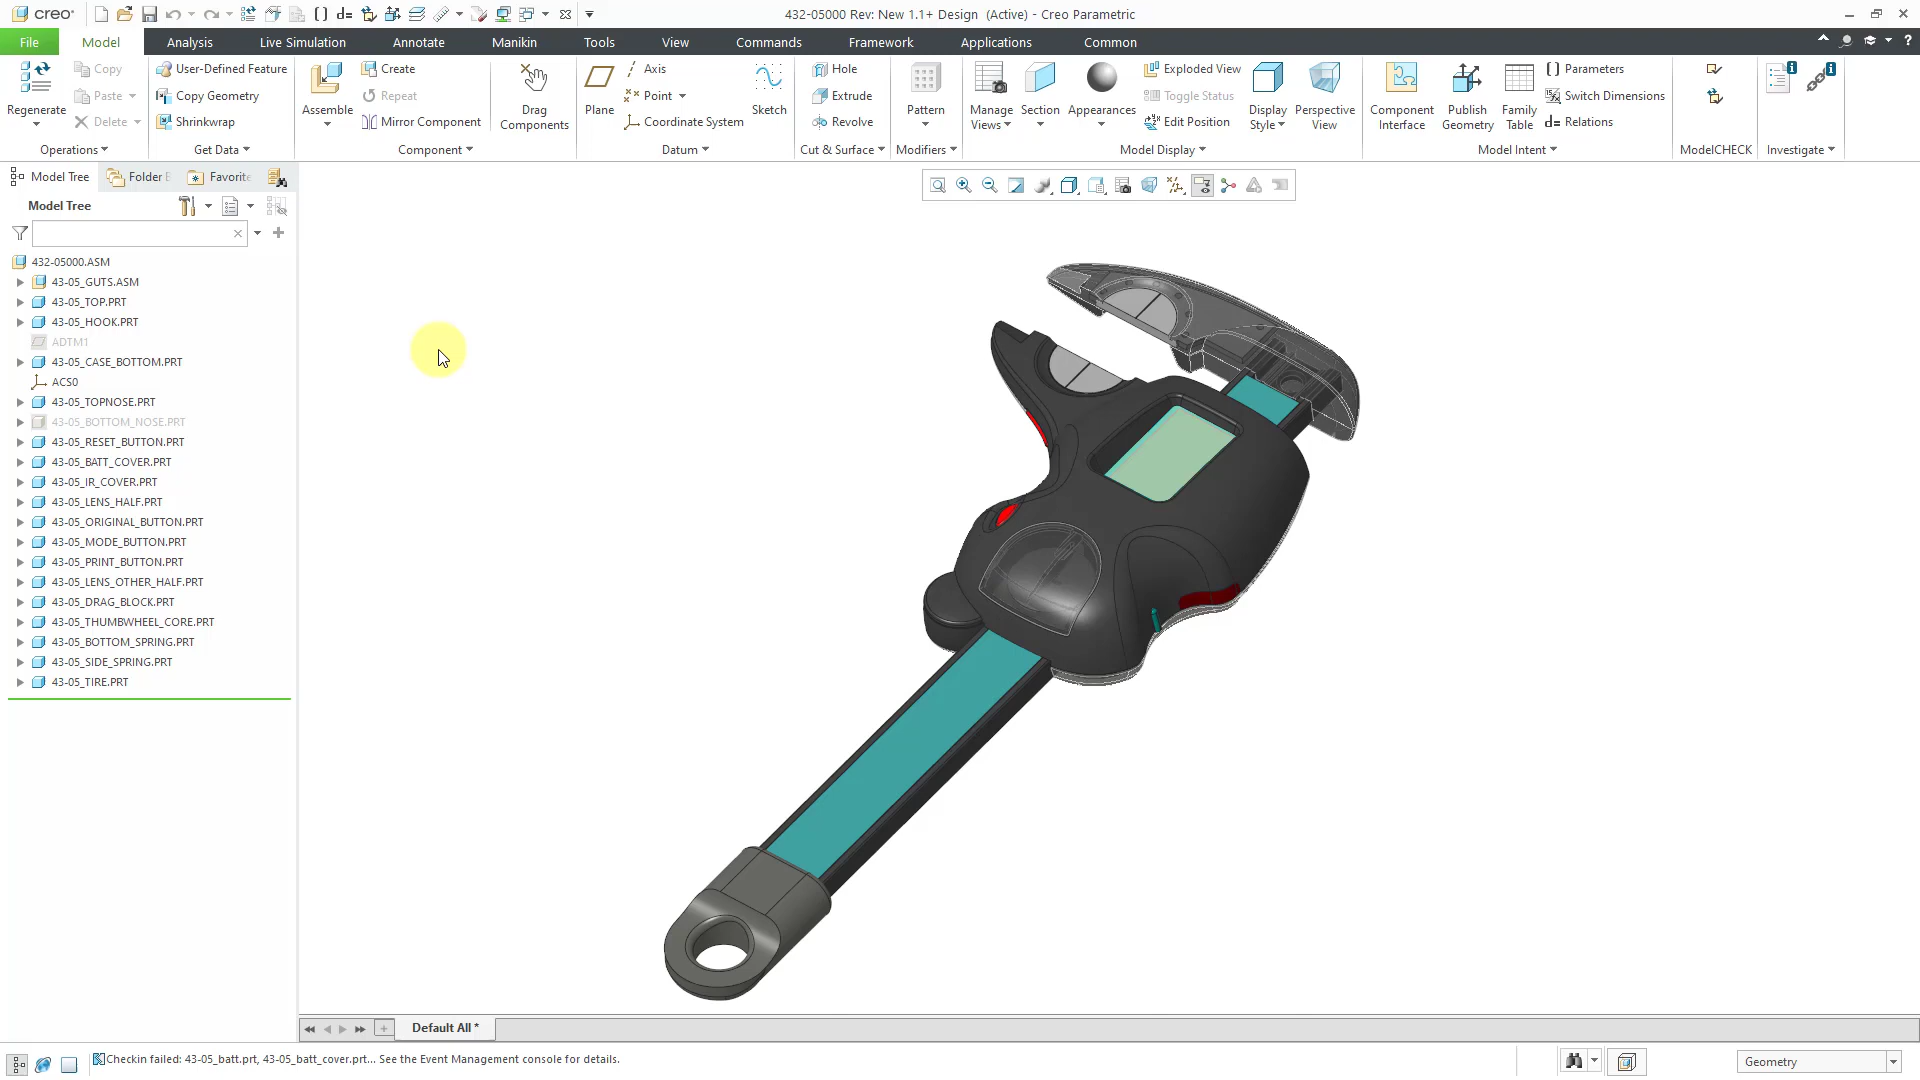 creo
432-05000 Rev: New 1.1+ Design (Active) - Creo Parametric
File
Model
Analysis
Live Simulation
Annotate
Manikin
Tools
View
Commands
Framework
Applications
Common
Regenerate
Copy
Paste
Delete
Operations
User-Defined Feature
Copy Geometry
Shrinkwrap
Get Data
Assemble
Create
Repeat
Mirror Component
Component
Drag Components
Plane
Axis
Point
Coordinate System
Sketch
Datum
Hole
Extrude
Revolve
Cut & Surface
Pattern
Modifiers
Manage Views
Section
Appearances
Exploded View
Toggle Status
Edit Position
Display Style
Perspective View
Model Display
Component Interface
Publish Geometry
Family Table
Parameters
Switch Dimensions
d= Relations
Model Intent
ModelCHECK
Investigate
Model Tree
Folder
Favorit
Model Tree
432-05000.ASM
43-05_GUTS.ASM
43-05_TOP.PRT
43-05_HOOK.PRT
ADTM1
43-05_CASE_BOTTOM.PRT
ACS0
43-05_TOPNOSE.PRT
43-05_BOTTOM_NOSE.PRT
43-05_RESET_BUTTON.PRT
43-05_BATT_COVER.PRT
43-05_IR_COVER.PRT
43-05_LENS_HALF.PRT
43-05_ORIGINAL_BUTTON.PRT
43-05_MODE_BUTTON.PRT
43-05_PRINT_BUTTON.PRT
43-05_LENS_OTHER_HALF.PRT
43-05_DRAG_BLOCK.PRT
43-05_THUMBWHEEL_CORE.PRT
43-05_BOTTOM_SPRING.PRT
43-05_SIDE_SPRING.PRT
43-05_TIRE.PRT
Default All *
Checkin failed: 43-05_batt.prt, 43-05_batt_cover.prt... See the Event Management console for details.
Geometry